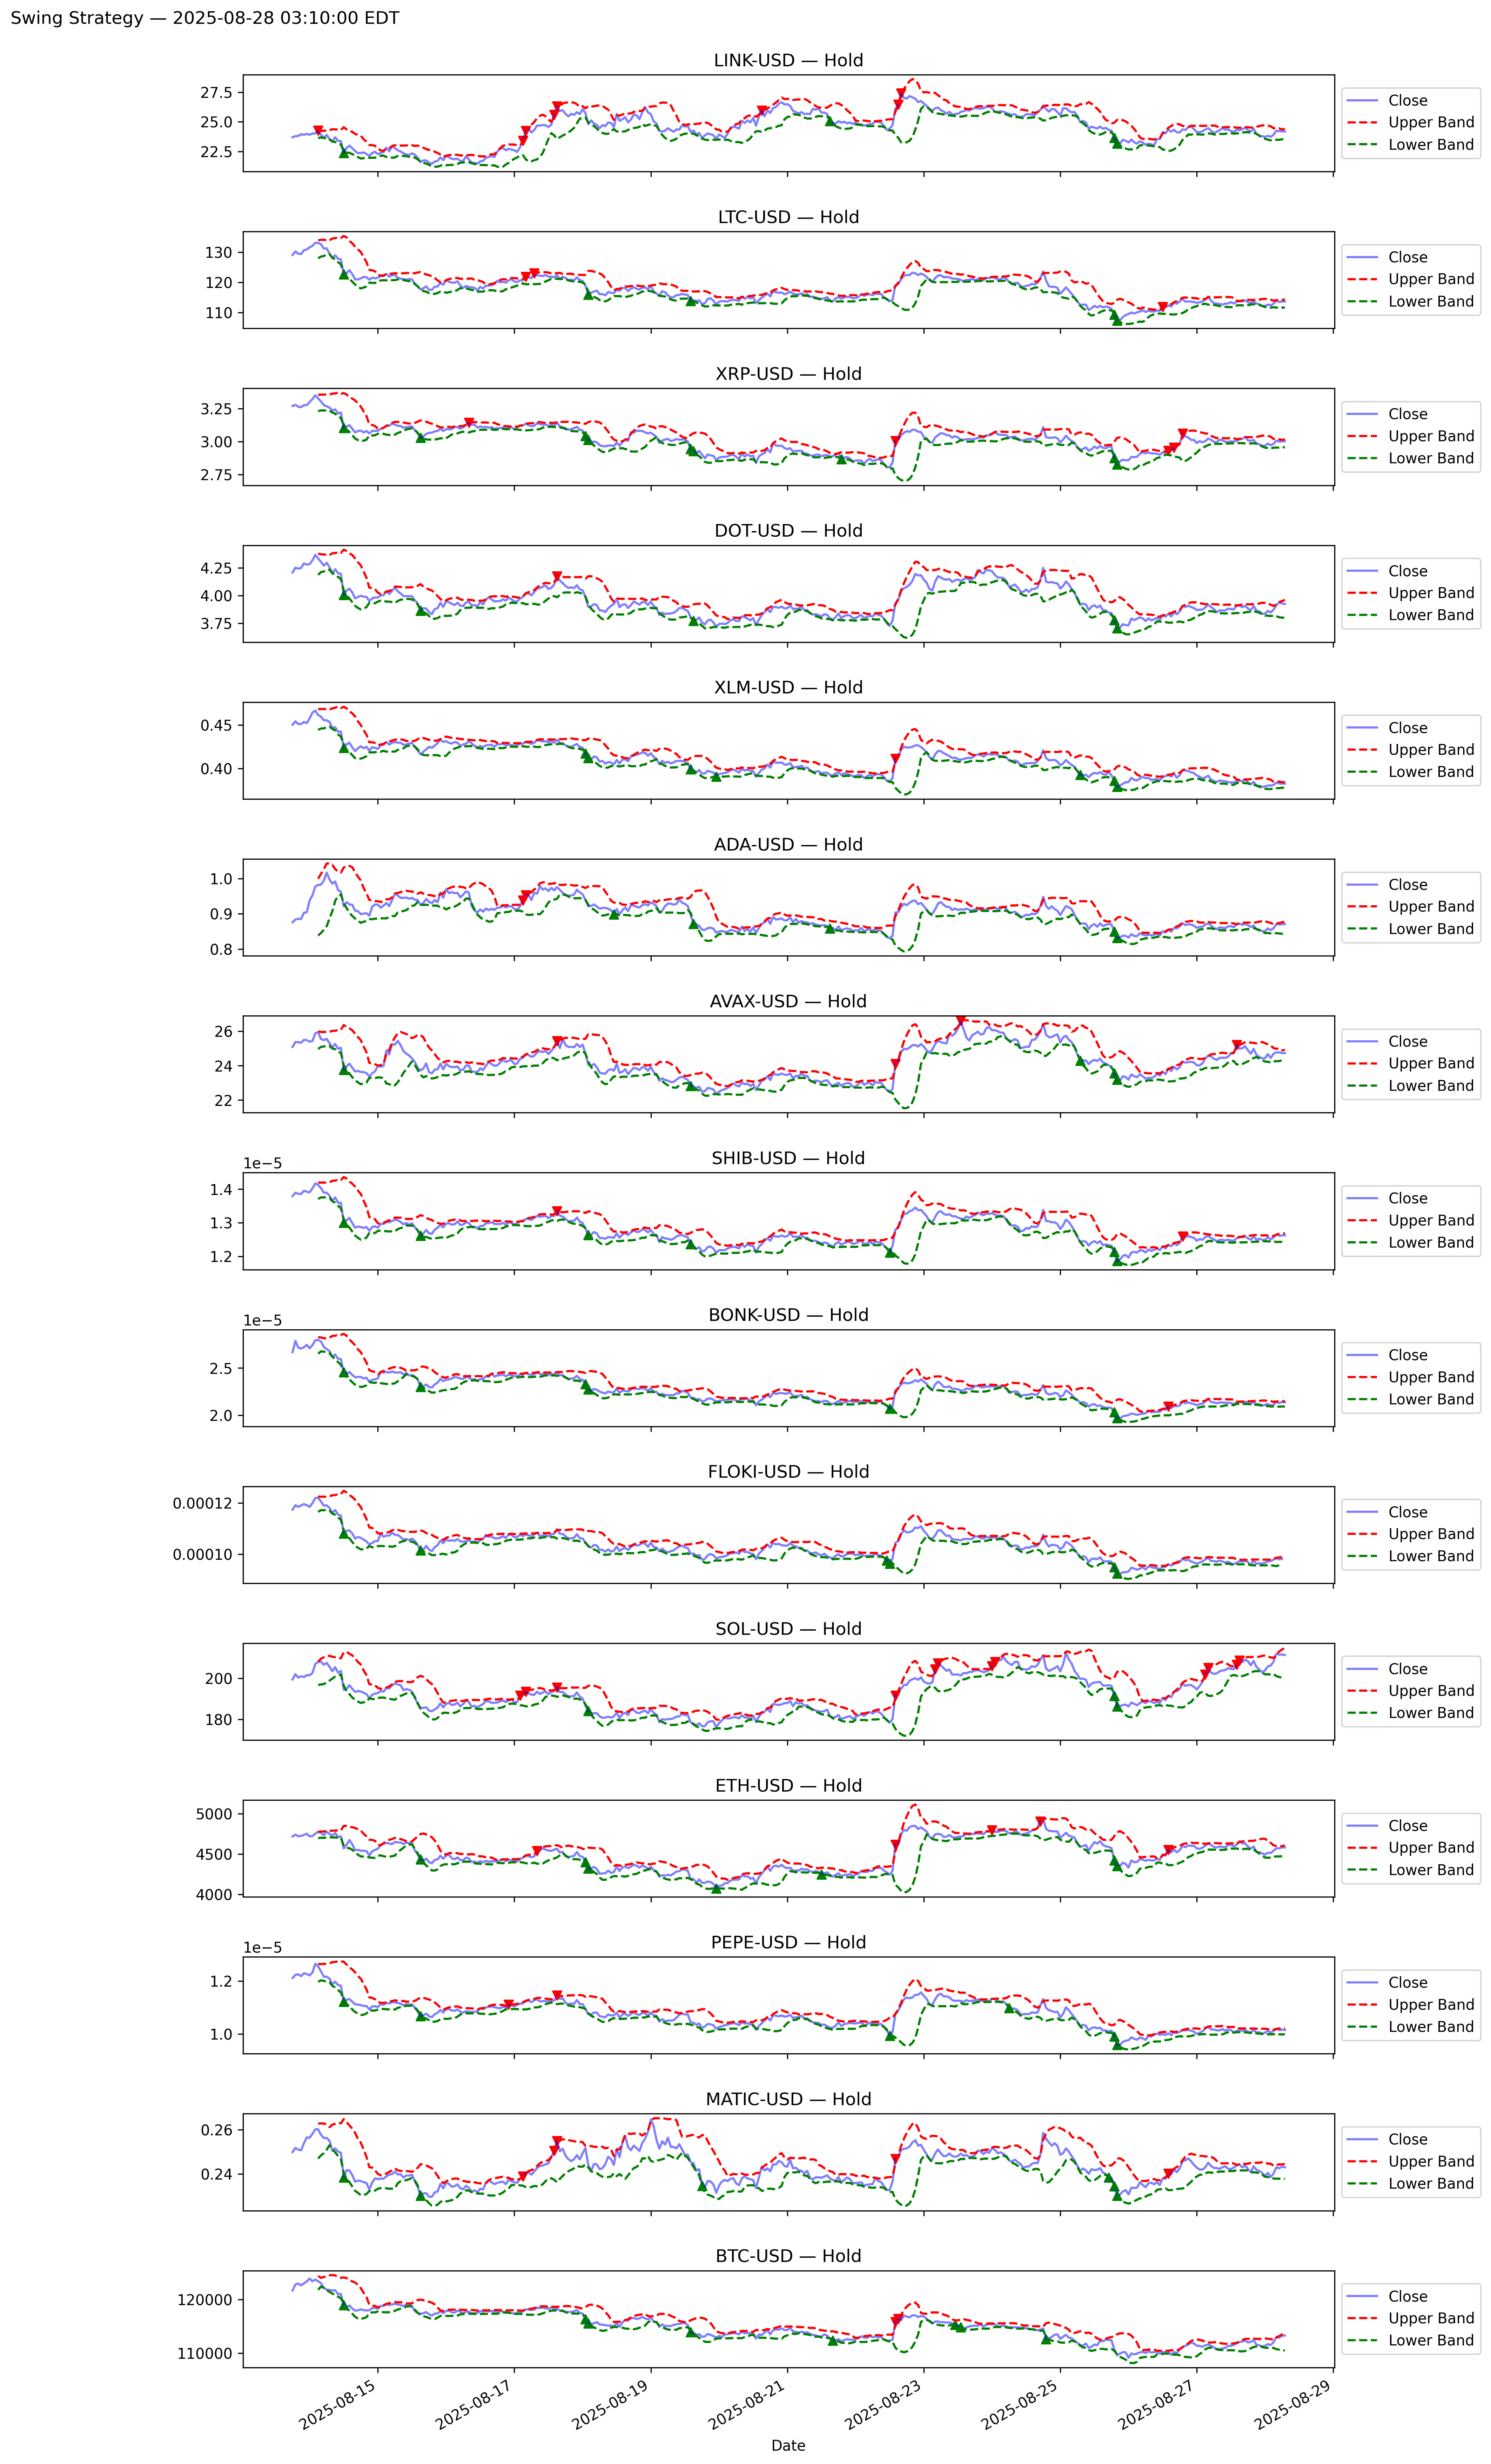 Swing Strategy — 2025-08-28 03:10:00 EDT
LINK-USD — Hold
27.5
25.0
22.5
Close
Upper Band
Lower Band
LTC-USD — Hold
130
120
110
Close
Upper Band
Lower Band
XRP-USD — Hold
3.25
3.00
2.75
Close
Upper Band
Lower Band
DOT-USD — Hold
4.25
4.00
3.75
Close
Upper Band
Lower Band
XLM-USD — Hold
0.45
0.40
Close
Upper Band
Lower Band
ADA-USD — Hold
1.0
0.9
0.8
Close
Upper Band
Lower Band
AVAX-USD — Hold
26
24
22
Close
Upper Band
Lower Band
SHIB-USD — Hold
1e−5
1.4
1.3
1.2
Close
Upper Band
Lower Band
BONK-USD — Hold
1e−5
2.5
2.0
Close
Upper Band
Lower Band
FLOKI-USD — Hold
0.00012
0.00010
Close
Upper Band
Lower Band
SOL-USD — Hold
200
180
Close
Upper Band
Lower Band
ETH-USD — Hold
5000
4500
4000
Close
Upper Band
Lower Band
PEPE-USD — Hold
1e−5
1.2
1.0
Close
Upper Band
Lower Band
MATIC-USD — Hold
0.26
0.24
Close
Upper Band
Lower Band
BTC-USD — Hold
120000
110000
Close
Upper Band
Lower Band
2025-08-15
2025-08-17
2025-08-19
2025-08-21
2025-08-23
2025-08-25
2025-08-27
2025-08-29
Date